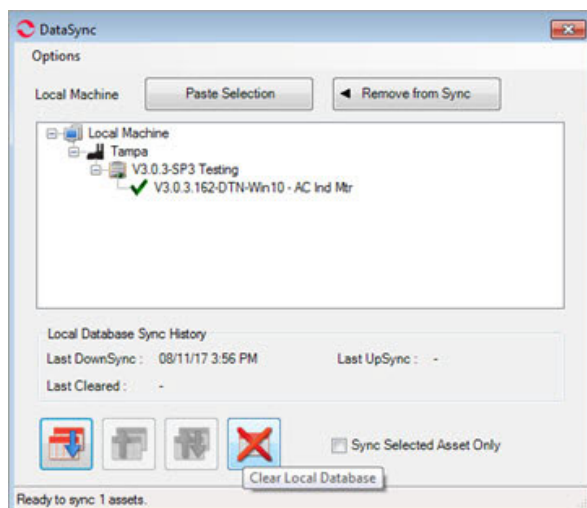 DataSync
Options
Local Machine Paste Selection Remove from Sync
Local Machine
Tampa
V3.0.3-SP3 Testing
V3.0.3.162-DTN-Win10 - AC Ind Mtr
Local Database Sync History
Last DownSync : 08/11/17 3:56 PM Last UpSync : -
Last Cleared : -
Sync Selected Asset Only
Clear Local Database
Ready to sync 1 assets.